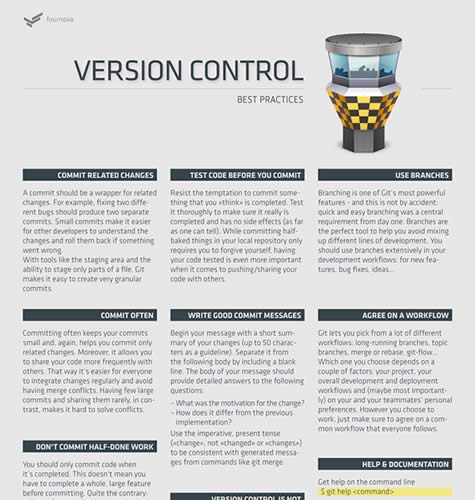 fournova
VERSION CONTROL
BEST PRACTICES
COMMIT RELATED CHANGES
A commit should be a wrapper for related
changes. For example, fixing two diffe-
rent bugs should produce two separate
commits. Small commits make it easier
for other developers to understand the
changes and roll them back if something
went wrong.
With tools like the staging area and the
ability to stage only parts of a file, Git
makes it easy to create very granular
commits.
COMMIT OFTEN
Committing often keeps your commits
small and, again, helps you commit only
related changes. Moreover, it allows you
to share your code more frequently with
others. That way it's easier for everyone
to integrate changes regularly and avoid
having merge conflicts. Having few large
commits and sharing them rarely, in con-
trast, makes it hard to solve conflicts.
DON'T COMMIT HALF-DONE WORK
You should only commit code when
it's completed. This doesn't mean you
have to complete a whole, large feature
before committing. Quite the contrary:
TEST CODE BEFORE YOU COMMIT
Resist the temptation to commit some-
thing that you «think» is completed. Test
it thoroughly to make sure it really is
completed and has no side effects (as far
as one can tell). While committing half-
baked things in your local repository only
requires you to forgive yourself, having
your code tested is even more important
when it comes to pushing/sharing your
code with others.
WRITE GOOD COMMIT MESSAGES
Begin your message with a short sum-
mary of your changes (up to 50 charac-
ters as a guideline). Separate it from
the following body by including a blank
line. The body of your message should
provide detailed answers to the following
questions:
– What was the motivation for the change?
– How does it differ from the previous
implementation?
Use the imperative, present tense
(«change», not «changed» or «changes»)
to be consistent with generated messa-
ges from commands like git merge.
VERSION CONTROL IS NOT
USE BRANCHES
Branching is one of Git's most powerful
features - and this is not by accident:
quick and easy branching was a central
requirement from day one. Branches are
the perfect tool to help you avoid mixing
up different lines of development. You
should use branches extensively in your
development workflows: for new fea-
tures, bug fixes, ideas...
AGREE ON A WORKFLOW
Git lets you pick from a lot of different
workflows: long-running branches, topic
branches, merge or rebase, git-flow...
Which one you choose depends on a
couple of factors: your project, your
overall development and deployment
workflows and (maybe most important-
ly) on your and your teammates' personal
preferences. However you choose to
work, just make sure to agree on a com-
mon workflow that everyone follows.
HELP & DOCUMENTATION
Get help on the command line
$ git help <command>